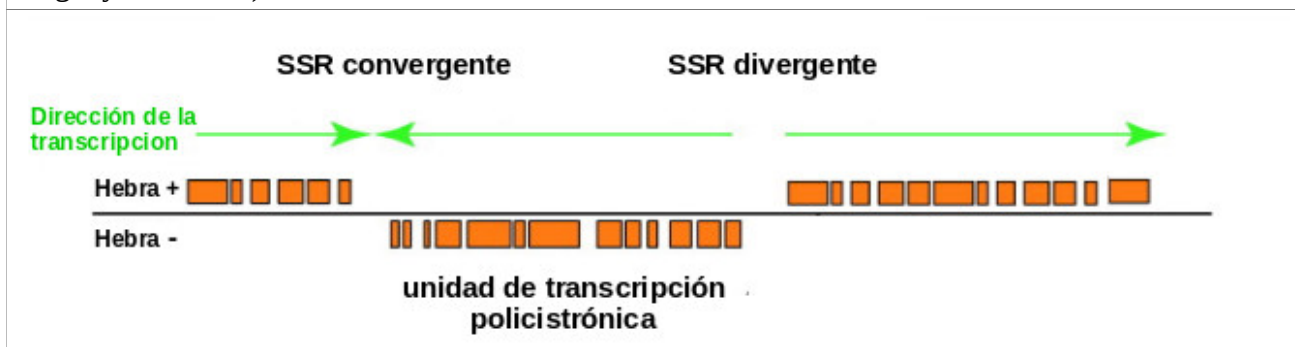 SSR convergente
SSR divergente
Dirección de la
transcripcion
Hebra +
Hebra -
unidad de transcripción
policistrónica